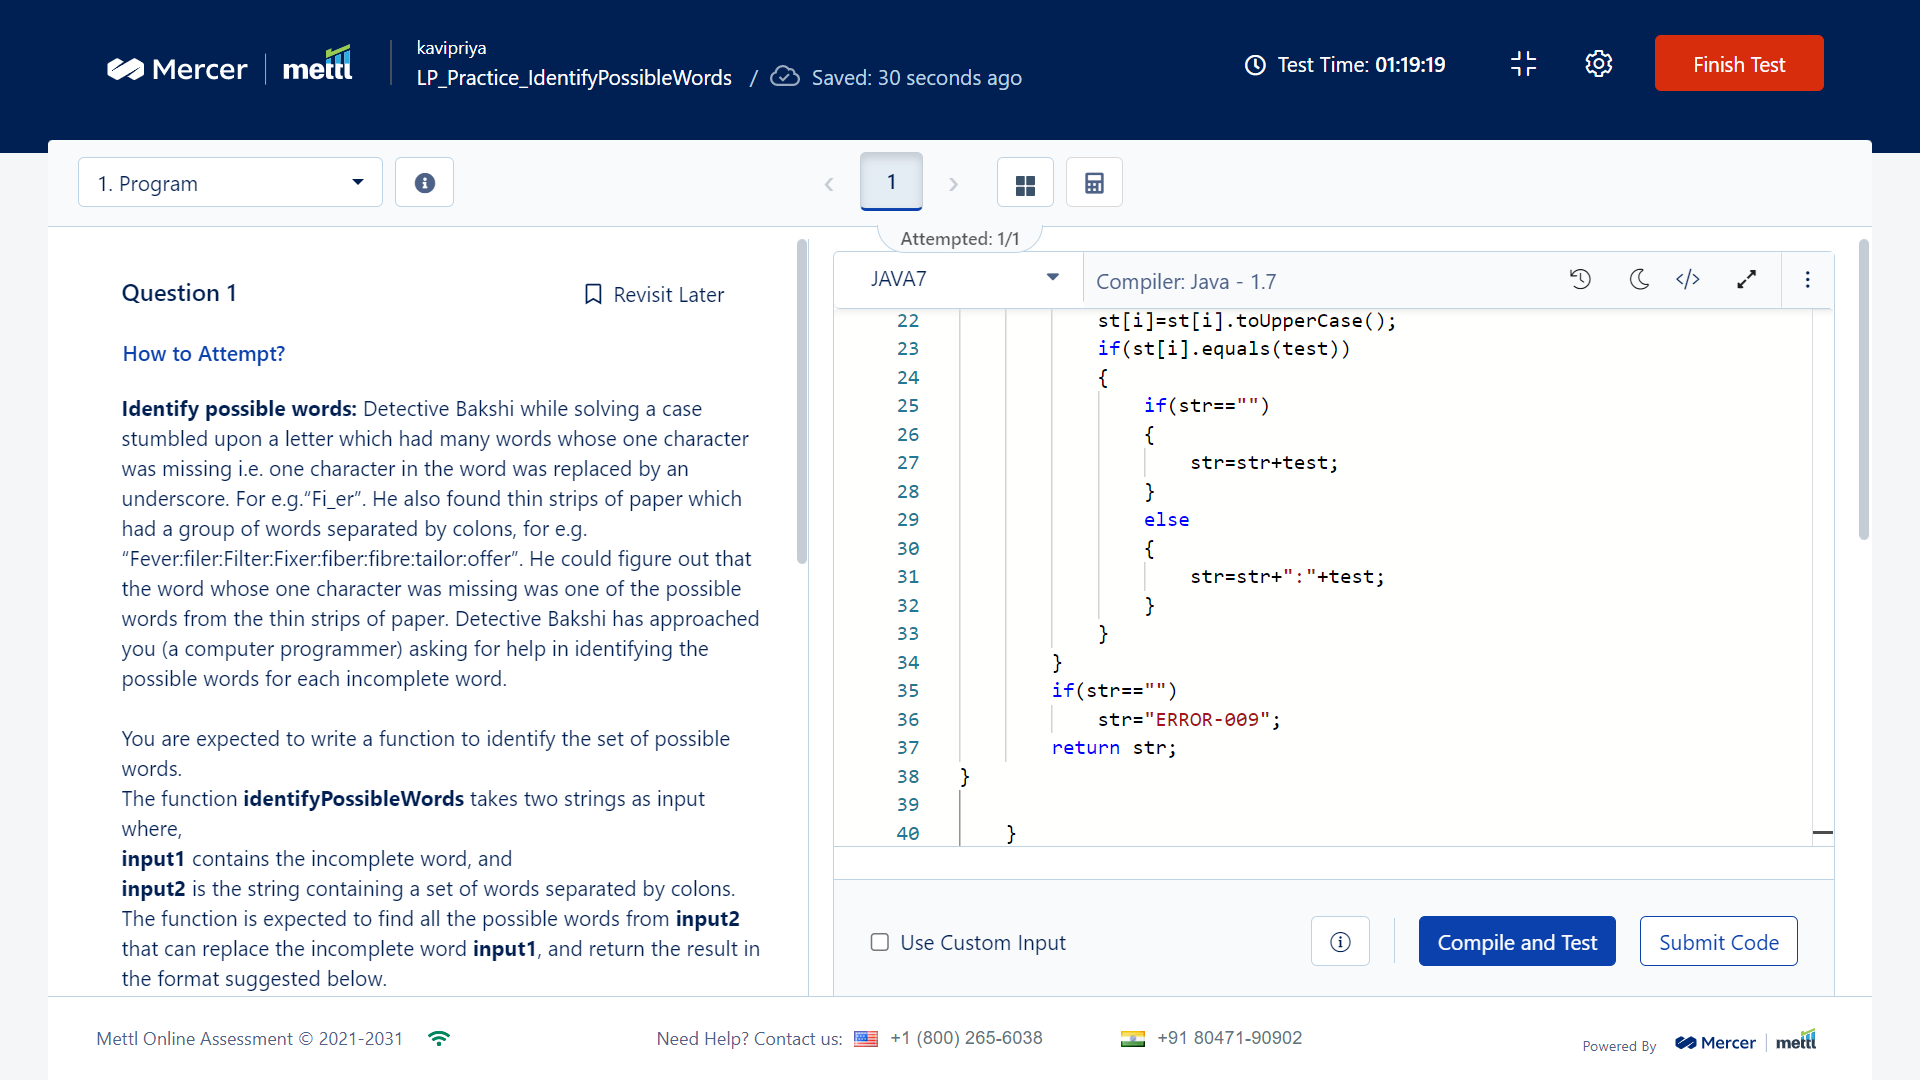 Mercer mettl
kavipriya
LP_Practice_IdentifyPossibleWords / Saved: 30 seconds ago
Test Time: 01:19:19
Finish Test
1. Program
1
Attempted: 1/1
Question 1
Revisit Later
How to Attempt?
Identify possible words: Detective Bakshi while solving a case
stumbled upon a letter which had many words whose one character
was missing i.e. one character in the word was replaced by an
underscore. For e.g.“Fi_er”. He also found thin strips of paper which
had a group of words separated by colons, for e.g.
“Fever:filer:Filter:Fixer:fiber:fibre:tailor:offer”. He could figure out that
the word whose one character was missing was one of the possible
words from the thin strips of paper. Detective Bakshi has approached
you (a computer programmer) asking for help in identifying the
possible words for each incomplete word.
You are expected to write a function to identify the set of possible
words.
The function identifyPossibleWords takes two strings as input
where,
input1 contains the incomplete word, and
input2 is the string containing a set of words separated by colons.
The function is expected to find all the possible words from input2
that can replace the incomplete word input1, and return the result in
the format suggested below.
JAVA7
Compiler: Java - 1.7
22 st[i]=st[i].toUpperCase();
23 if(st[i].equals(test))
24 {
25 if(str=="")
26 {
27 str=str+test;
28 }
29 else
30 {
31 str=str+":"+test;
32 }
33 }
34 }
35 if(str=="")
36 str="ERROR-009";
37 return str;
38 }
39
40 }
Use Custom Input
Compile and Test
Submit Code
Mettl Online Assessment © 2021-2031
Need Help? Contact us: +1 (800) 265-6038
+91 80471-90902
Powered By Mercer mettl